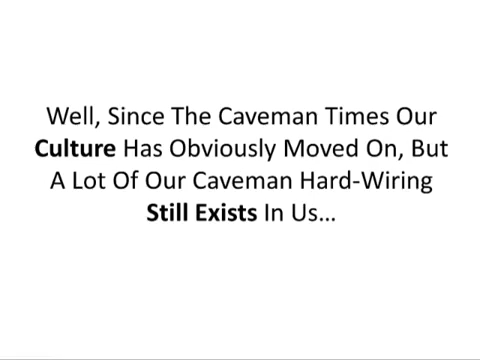 Well, Since The Caveman Times Our
Culture Has Obviously Moved On, But
A Lot Of Our Caveman Hard-Wiring
Still Exists In Us…